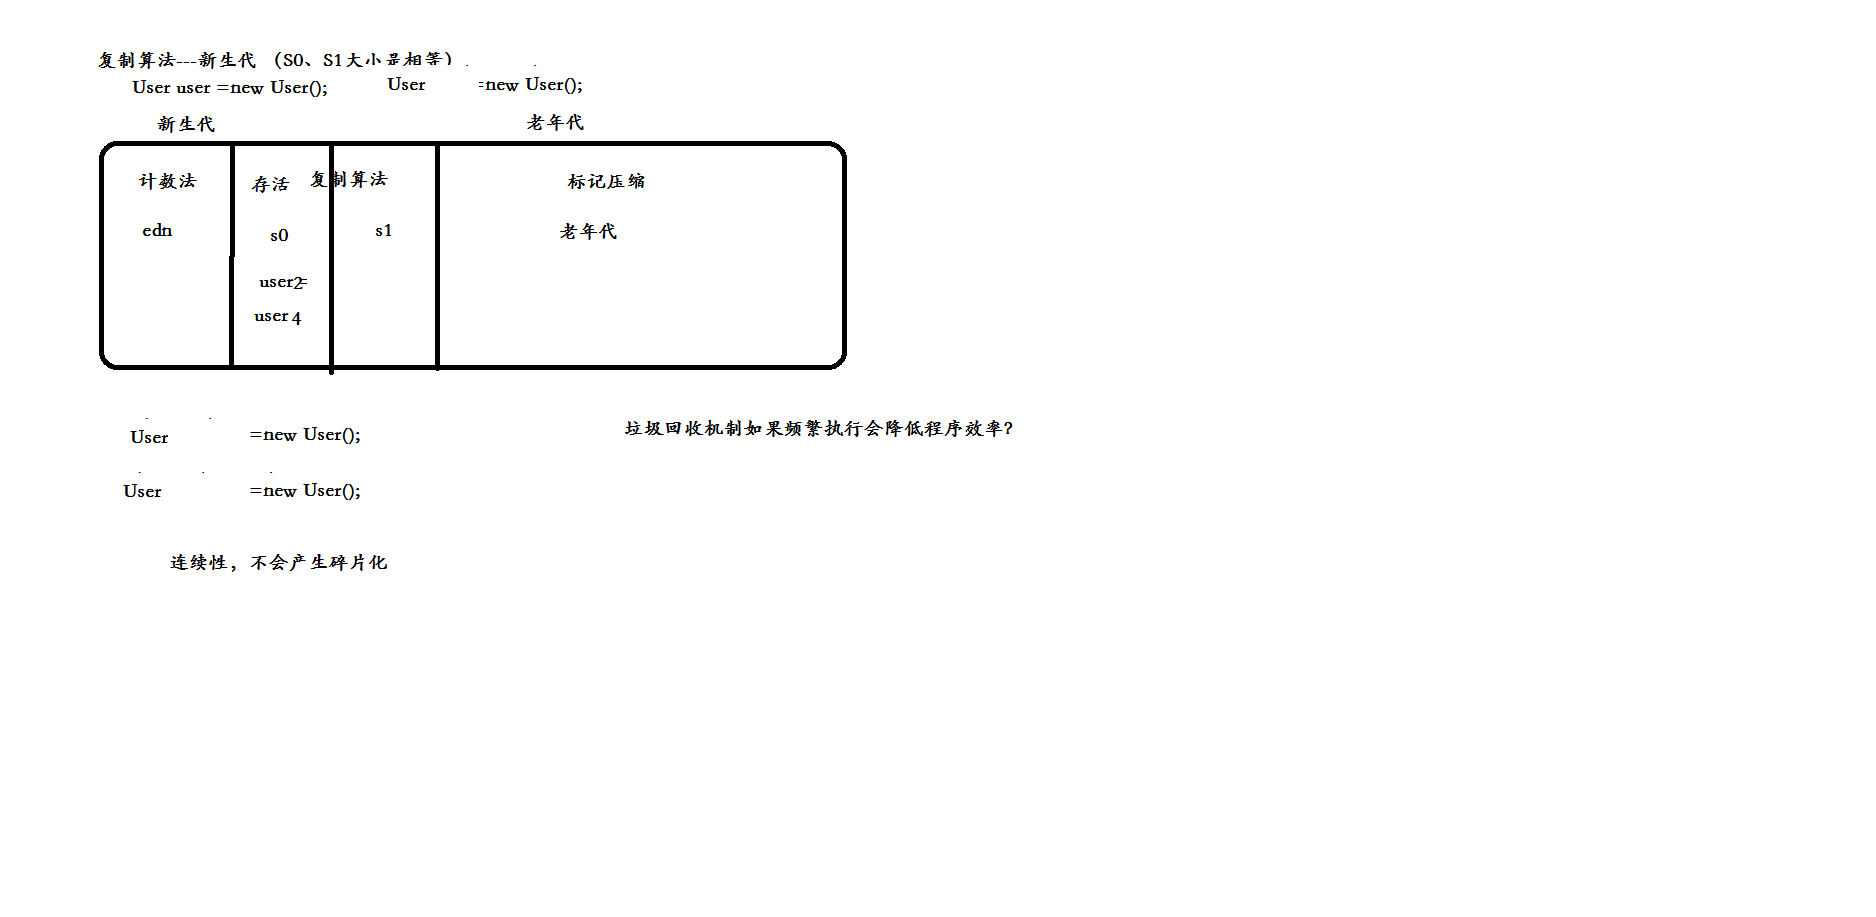 复制算法---新生代 （S0、S1大小是相等）
User user =new User(); User =new User();
新生代 老年代
计数法 存活 复制算法 标记压缩
edn s0 s1 老年代
user2=
user4
User =new User(); 垃圾回收机制如果频繁执行会降低程序效率?
User =new User();
连续性，不会产生碎片化